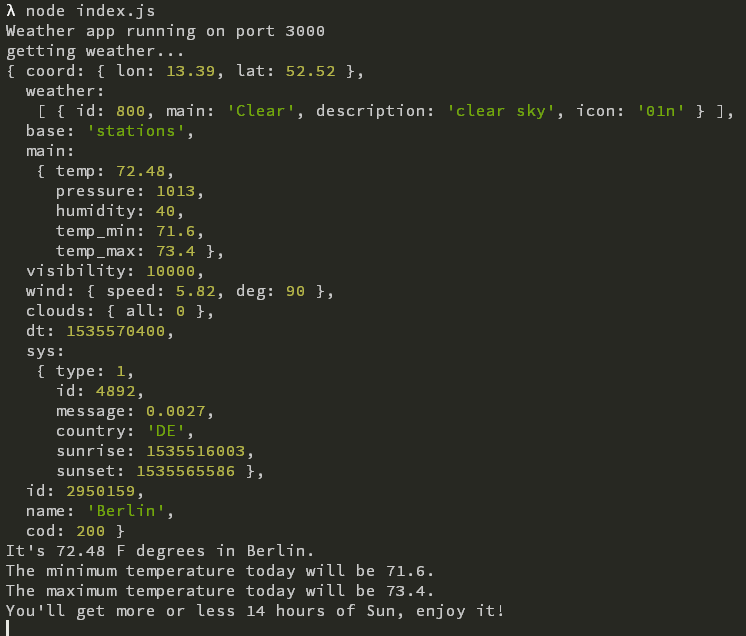 λ node index.js
Weather app running on port 3000
getting weather...
{ coord: { lon: 13.39, lat: 52.52 },
  weather:
   [ { id: 800, main: 'Clear', description: 'clear sky', icon: '01n' } ],
  base: 'stations',
  main:
   { temp: 72.48,
     pressure: 1013,
     humidity: 40,
     temp_min: 71.6,
     temp_max: 73.4 },
  visibility: 10000,
  wind: { speed: 5.82, deg: 90 },
  clouds: { all: 0 },
  dt: 1535570400,
  sys:
   { type: 1,
     id: 4892,
     message: 0.0027,
     country: 'DE',
     sunrise: 1535516003,
     sunset: 1535565586 },
  id: 2950159,
  name: 'Berlin',
  cod: 200 }
It's 72.48 F degrees in Berlin.
The minimum temperature today will be 71.6.
The maximum temperature today will be 73.4.
You'll get more or less 14 hours of Sun, enjoy it!